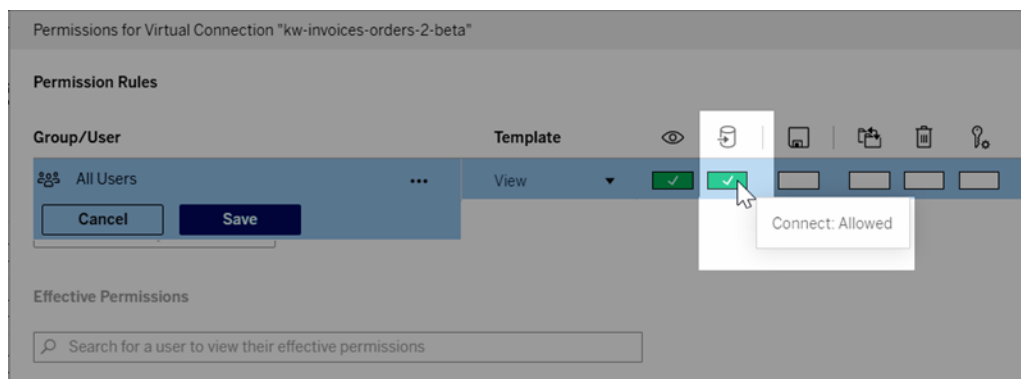 Permissions for Virtual Connection "kw-invoices-orders-2-beta"
Permission Rules
Group/User Template
All Users ... View
Connect: Allowed
Cancel Save
Effective Permissions
Search for a user to view their effective permissions